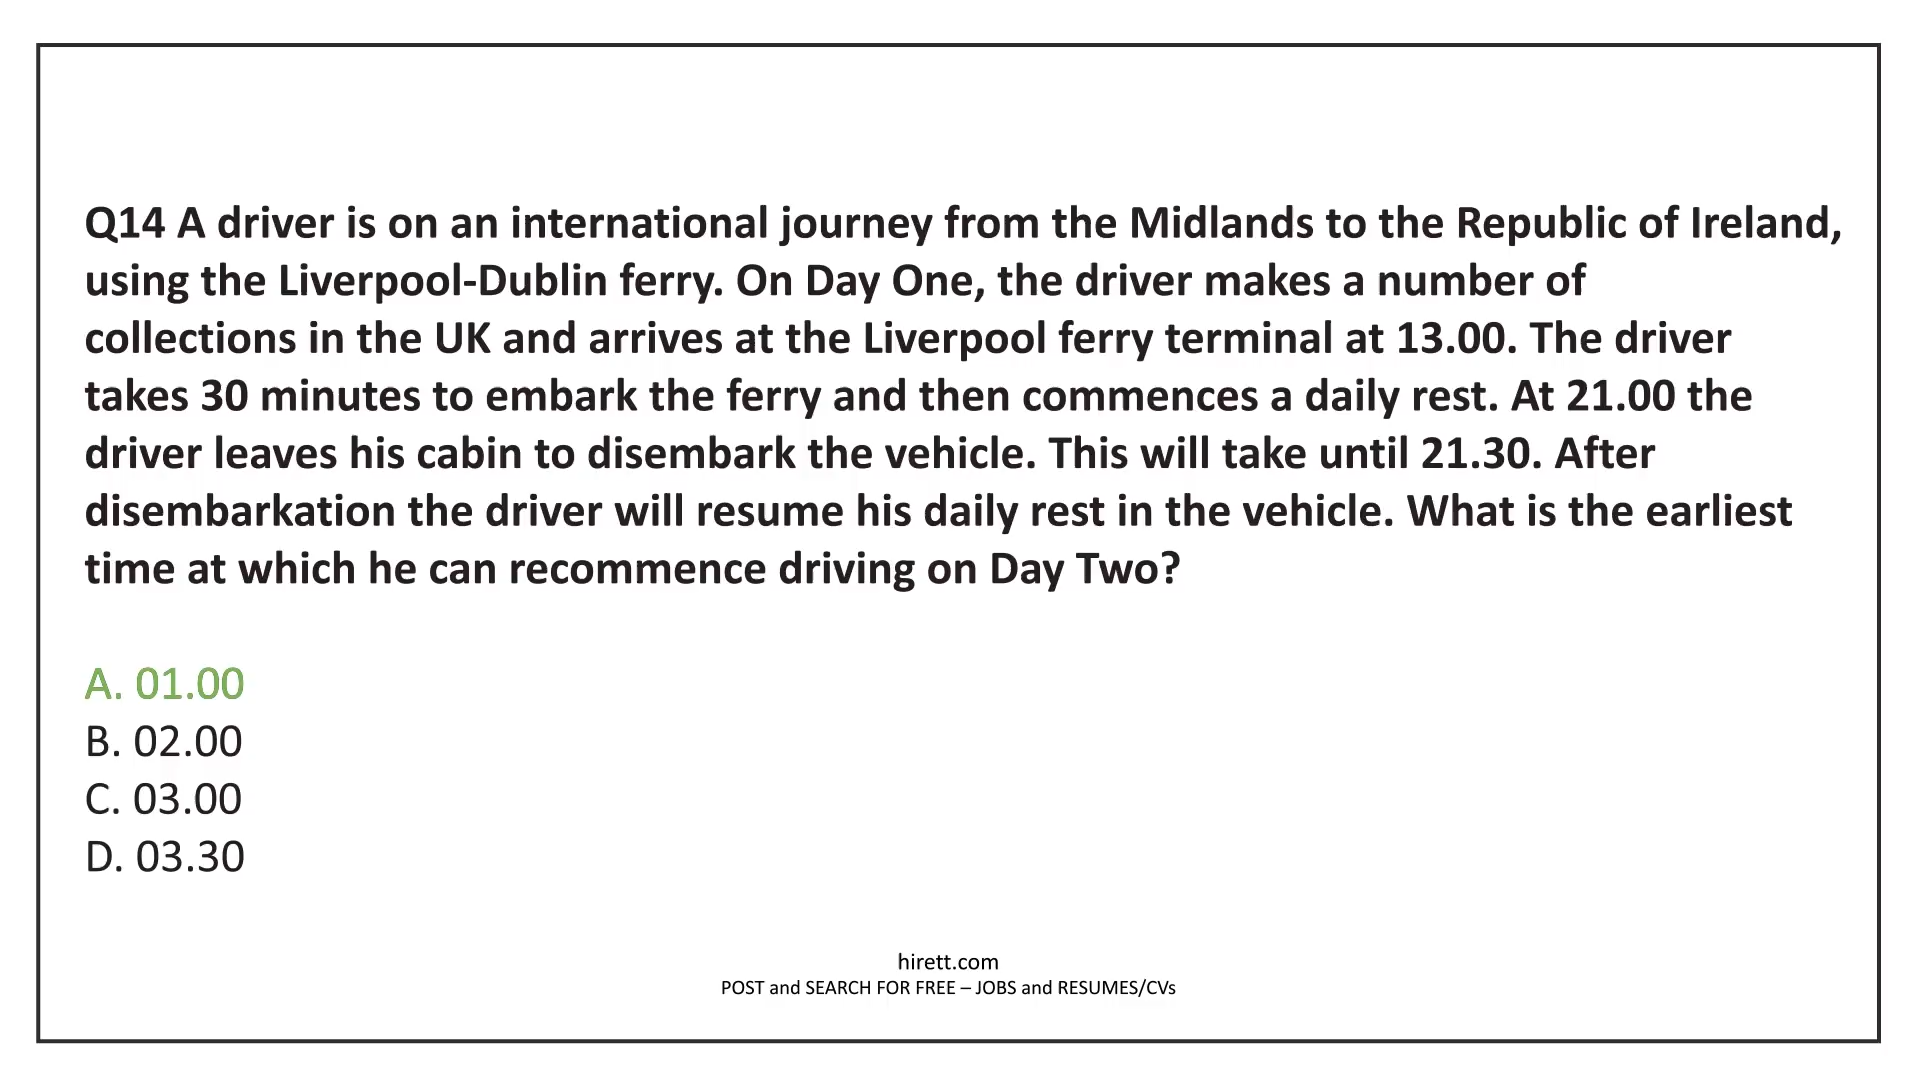 Q14 A driver is on an international journey from the Midlands to the Republic of Ireland,
using the Liverpool-Dublin ferry. On Day One, the driver makes a number of
collections in the UK and arrives at the Liverpool ferry terminal at 13.00. The driver
takes 30 minutes to embark the ferry and then commences a daily rest. At 21.00 the
driver leaves his cabin to disembark the vehicle. This will take until 21.30. After
disembarkation the driver will resume his daily rest in the vehicle. What is the earliest
time at which he can recommence driving on Day Two?
A. 01.00
B. 02.00
C. 03.00
D. 03.30
hirett.com
POST and SEARCH FOR FREE – JOBS and RESUMES/CVs